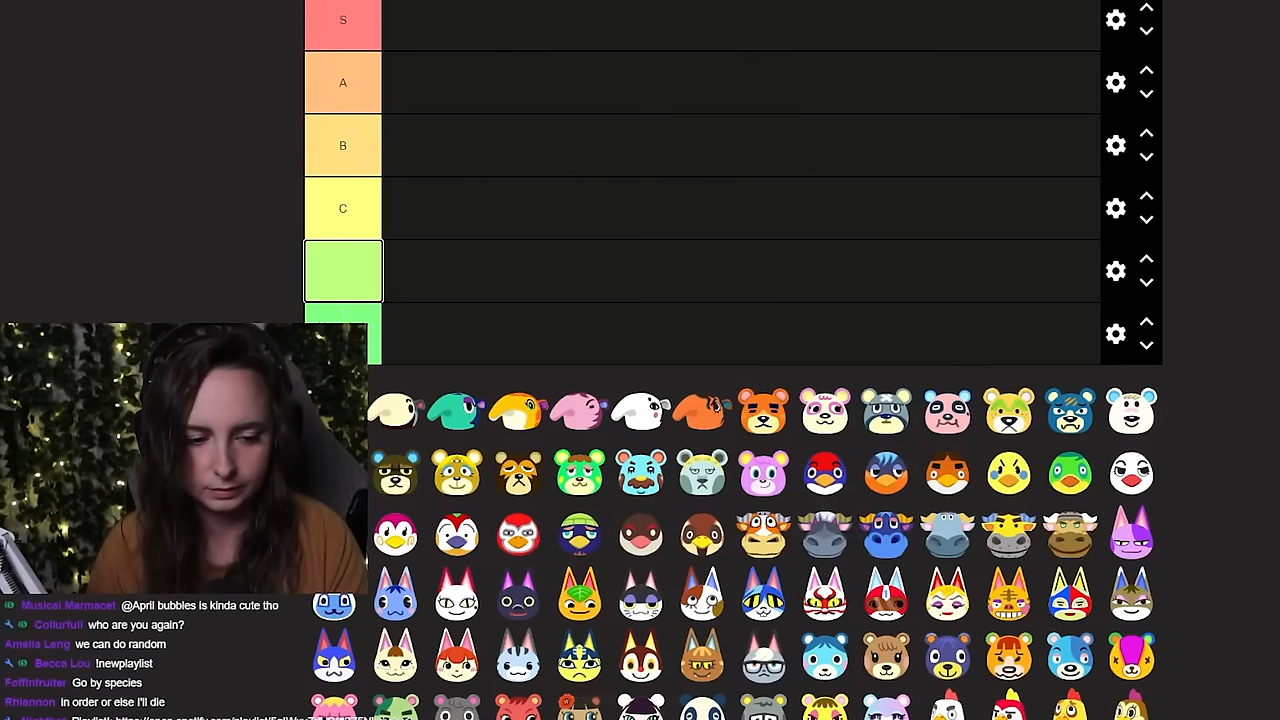 S
A
B
C
Musical Marmacet @April bubbles is kinda cute tho
Collurfull who are you again?
Amelia Leng we can do random
Becca Lou !newplaylist
Foffinfruiter Go by species
Rhiannon in order or else I'll die